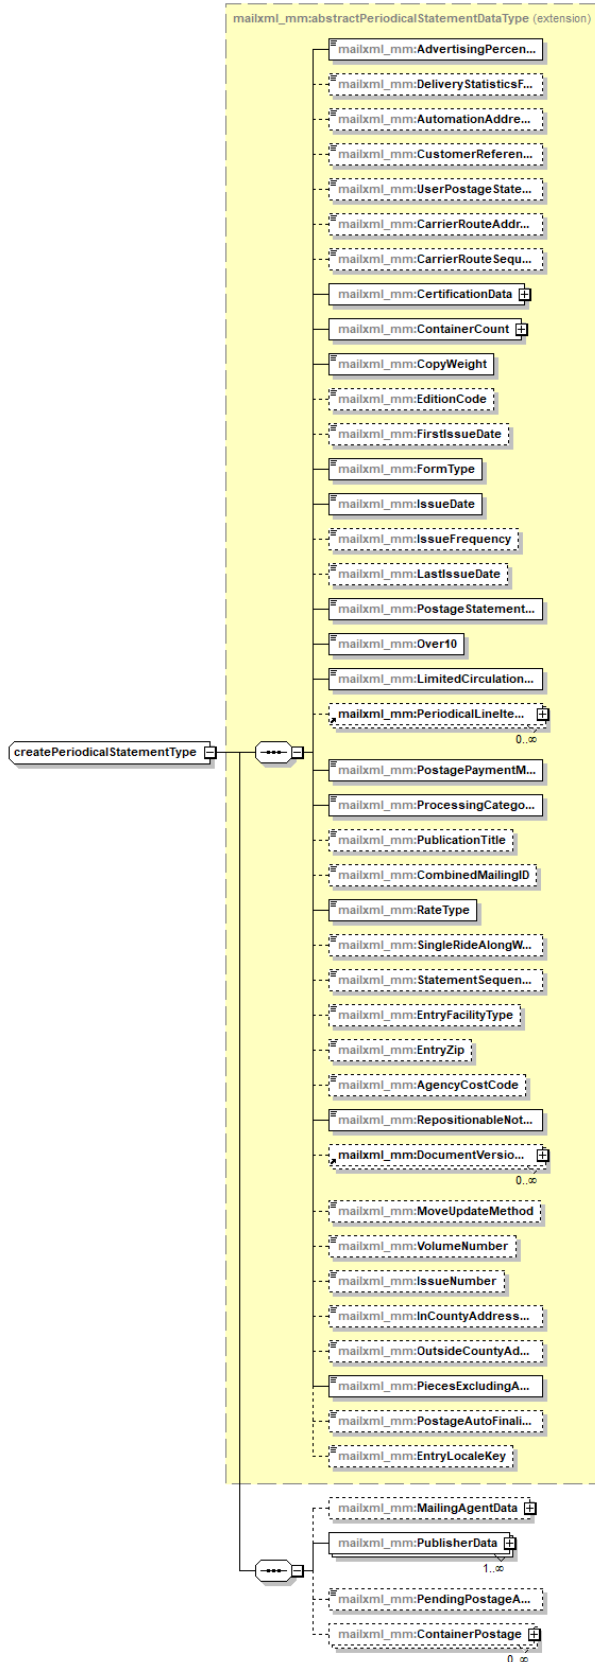 mailxml_mm:abstractPeriodicalStatementDataType (extension)
mailxml_mm:AdvertisingPercen...
mailxml_mm:DeliveryStatisticsF...
mailxml_mm:AutomationAddre...
mailxml_mm:CustomerReferen...
mailxml_mm:UserPostageState...
mailxml_mm:CarrierRouteAddr...
mailxml_mm:CarrierRouteSequ...
mailxml_mm:CertificationData
mailxml_mm:ContainerCount
mailxml_mm:CopyWeight
mailxml_mm:EditionCode
mailxml_mm:FirstIssueDate
mailxml_mm:FormType
mailxml_mm:IssueDate
mailxml_mm:IssueFrequency
mailxml_mm:LastIssueDate
mailxml_mm:PostageStatement...
mailxml_mm:Over10
mailxml_mm:LimitedCirculation...
mailxml_mm:PeriodicalLineIte...
0..∞
createPeriodicalStatementType
mailxml_mm:PostagePaymentM...
mailxml_mm:ProcessingCatego...
mailxml_mm:PublicationTitle
mailxml_mm:CombinedMailingID
mailxml_mm:RateType
mailxml_mm:SingleRideAlongW...
mailxml_mm:StatementSequen...
mailxml_mm:EntryFacilityType
mailxml_mm:EntryZip
mailxml_mm:AgencyCostCode
mailxml_mm:RepositionableNot...
mailxml_mm:DocumentVersio...
0..∞
mailxml_mm:MoveUpdateMethod
mailxml_mm:VolumeNumber
mailxml_mm:IssueNumber
mailxml_mm:InCountyAddress...
mailxml_mm:OutsideCountyAd...
mailxml_mm:PiecesExcludingA...
mailxml_mm:PostageAutoFinali...
mailxml_mm:EntryLocaleKey
mailxml_mm:MailingAgentData
mailxml_mm:PublisherData
1..∞
mailxml_mm:PendingPostageA...
mailxml_mm:ContainerPostage
0..∞